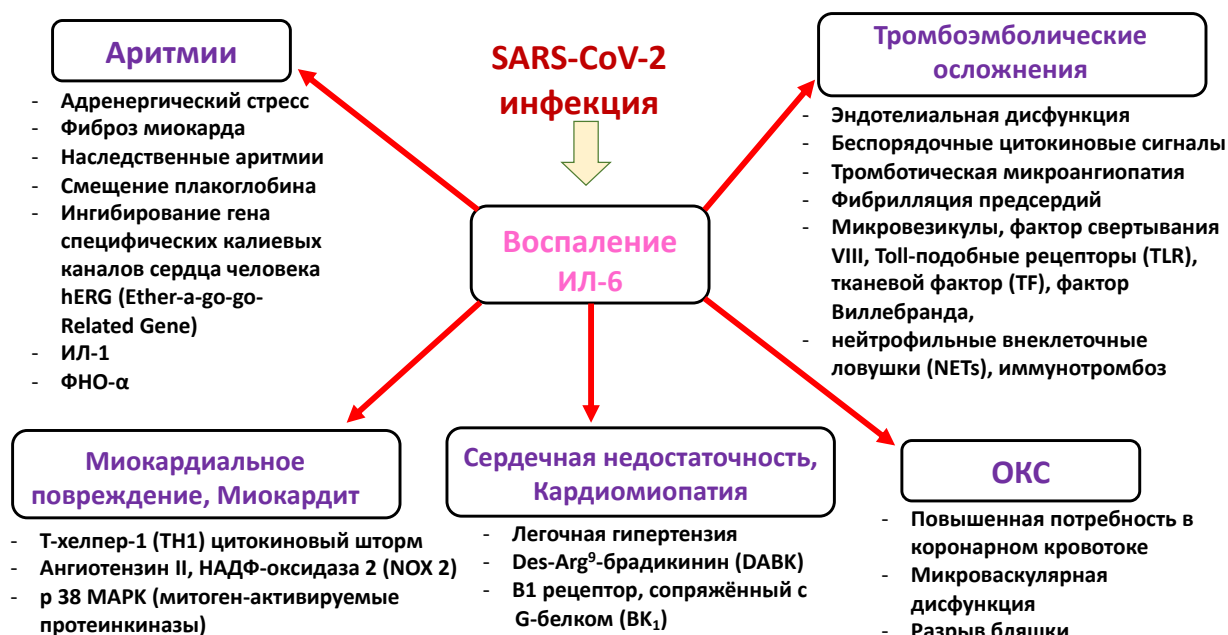 Аритмии
- Адренергический стресс
- Фиброз миокарда
- Наследственные аритмии
- Смещение плакоглобина
- Ингибирование гена
специфических калиевых
каналов сердца человека
hERG (Ether-a-go-go-
Related Gene)
- ИЛ-1
- ФНО-α
SARS-CoV-2
инфекция
Воспаление
ИЛ-6
Тромбоэмболические
осложнения
- Эндотелиальная дисфункция
- Беспорядочные цитокиновые сигналы
- Тромботическая микроангиопатия
- Фибрилляция предсердий
- Микровезикулы, фактор свертывания
VIII, Toll-подобные рецепторы (TLR),
тканевой фактор (TF), фактор
Виллебранда,
- нейтрофильные внеклеточные
ловушки (NETs), иммунотромбоз
Миокардиальное
повреждение, Миокардит
- Т-хелпер-1 (TH1) цитокиновый шторм
- Ангиотензин II, НАДФ-оксидаза 2 (NOX 2)
- р 38 МАРК (митоген-активируемые
протеинкиназы)
Сердечная недостаточность,
Кардиомиопатия
- Легочная гипертензия
- Des-Arg⁹-брадикинин (DABK)
- В1 рецептор, сопряжённый с
G-белком (BK₁)
ОКС
- Повышенная потребность в
коронарном кровотоке
- Микроваскулярная
дисфункция
- Разрыв бляшки